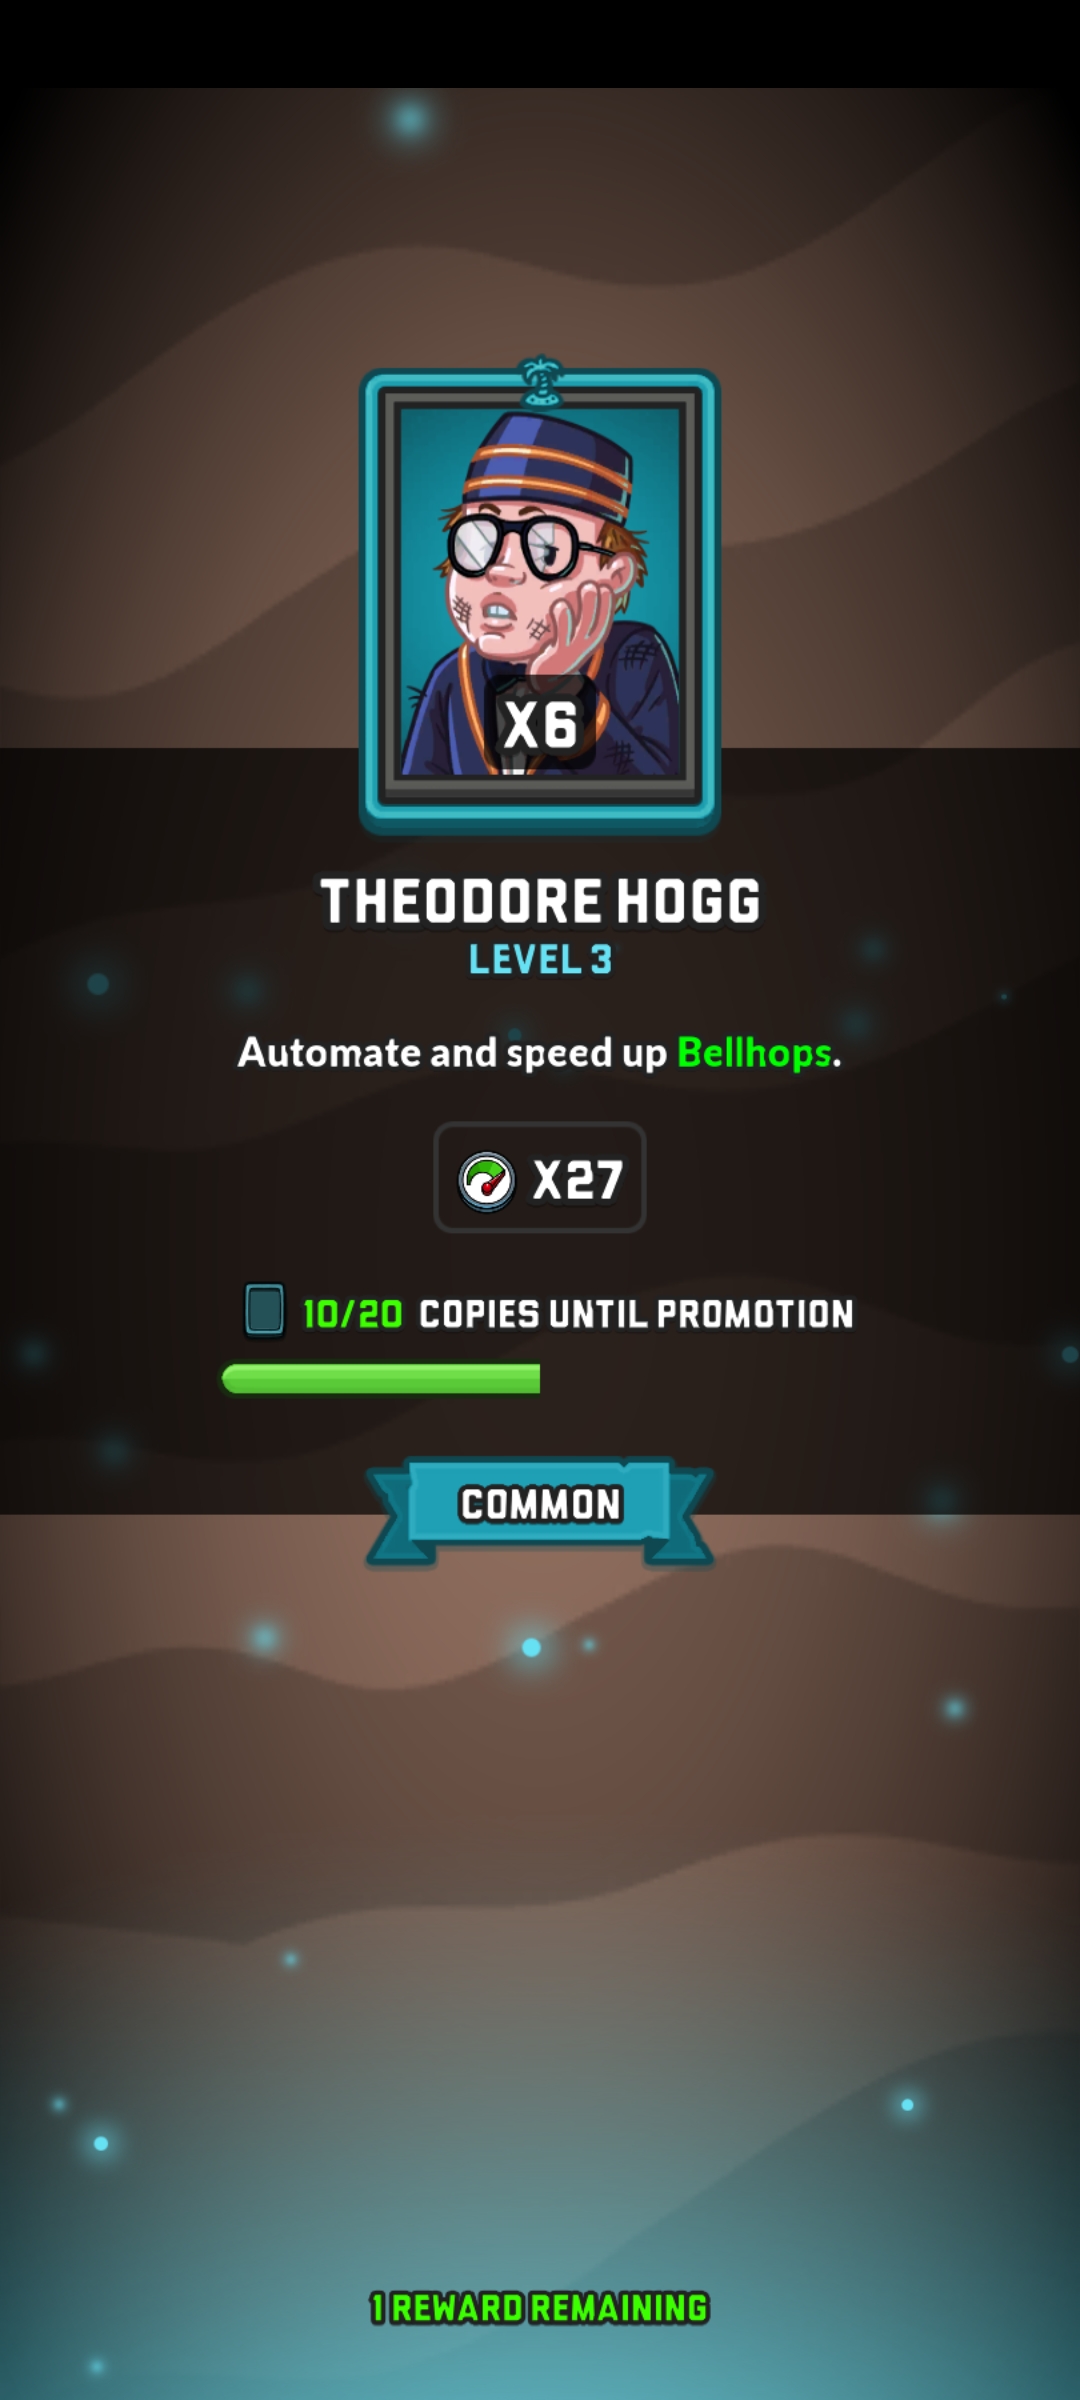 X6
THEODORE HOGG
LEVEL 3
Automate and speed up Bellhops.
X27
10/20 COPIES UNTIL PROMOTION
COMMON
1 REWARD REMAINING